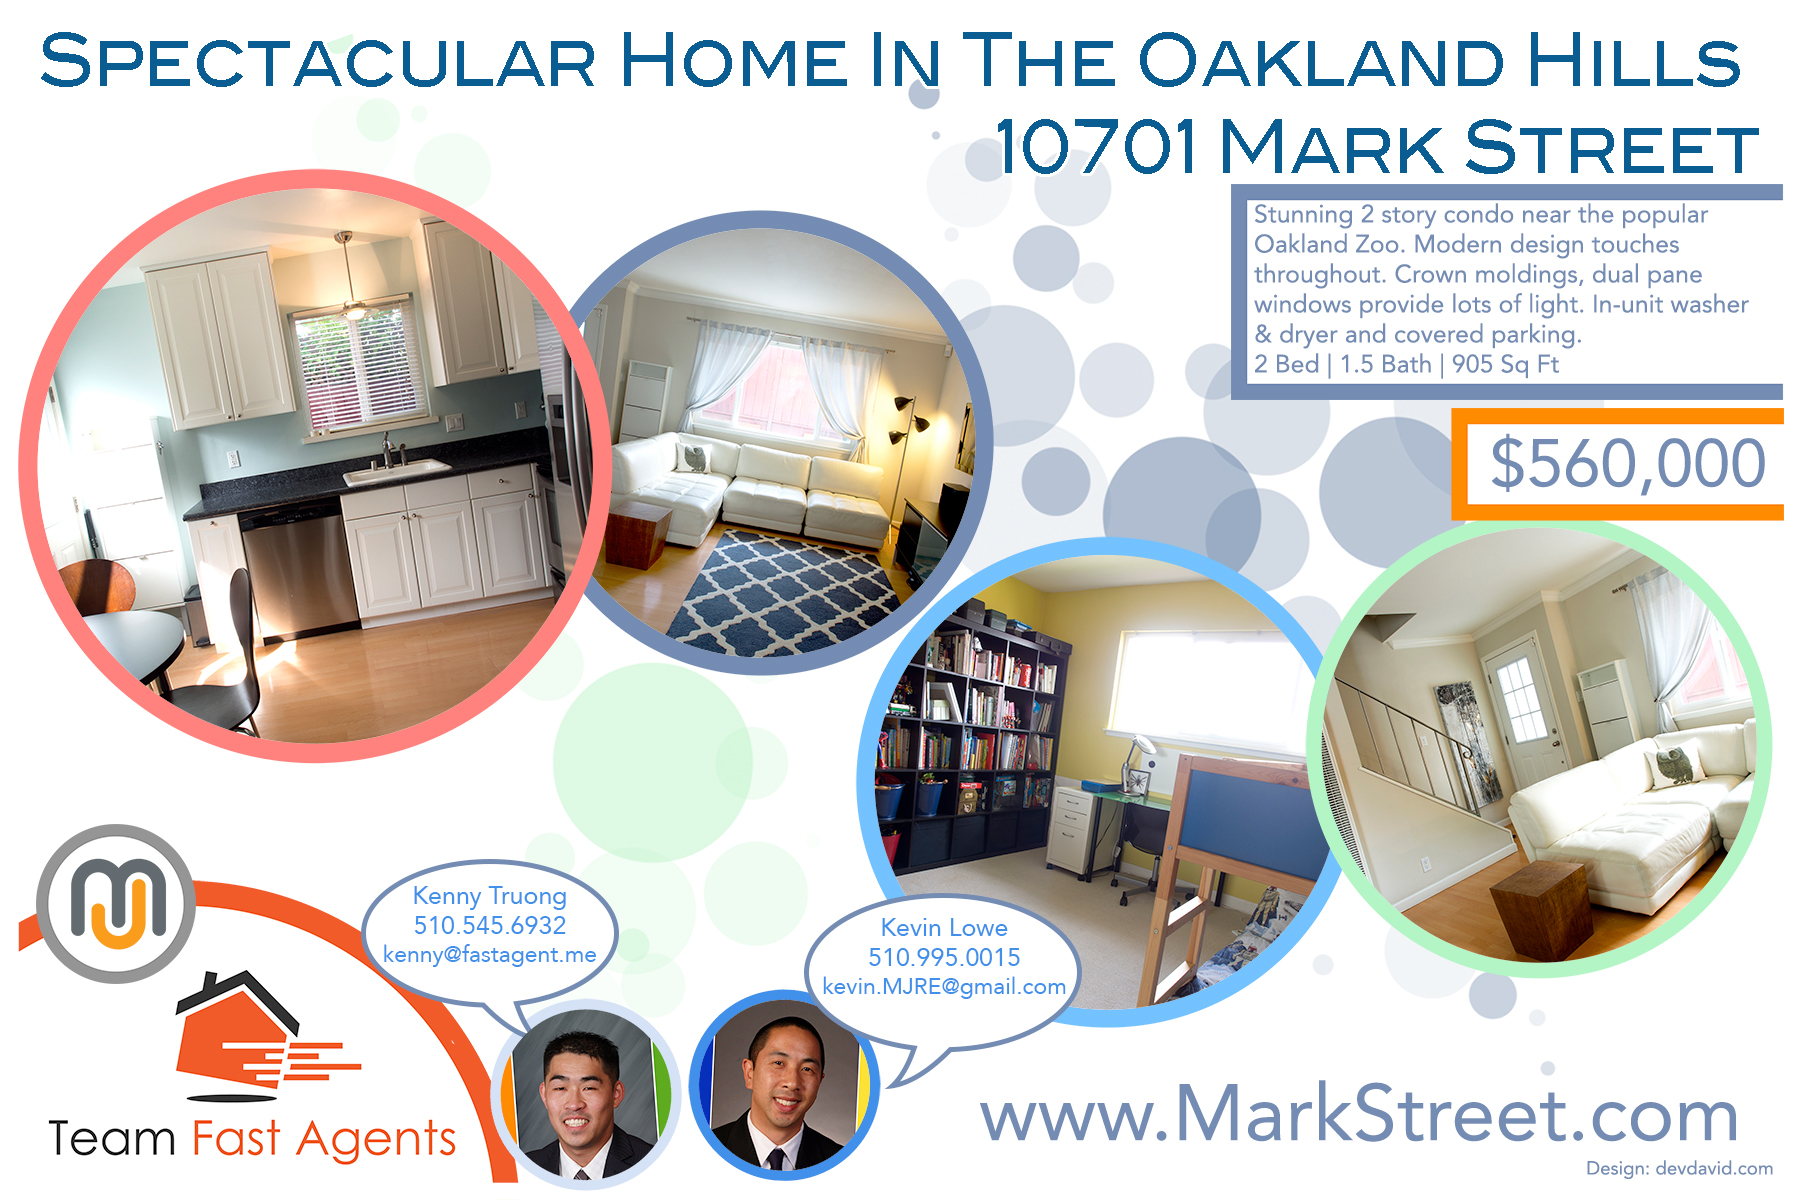 Spectacular Home In The Oakland Hills
10701 Mark Street
Stunning 2 story condo near the popular
Oakland Zoo. Modern design touches
throughout. Crown moldings, dual pane
windows provide lots of light. In-unit washer
& dryer and covered parking.
2 Bed | 1.5 Bath | 905 Sq Ft
$560,000
Kenny Truong
510.545.6932
kenny@fastagent.me
Kevin Lowe
510.995.0015
kevin.MJRE@gmail.com
MJ
Team Fast Agents
www.MarkStreet.com
Design: devdavid.com